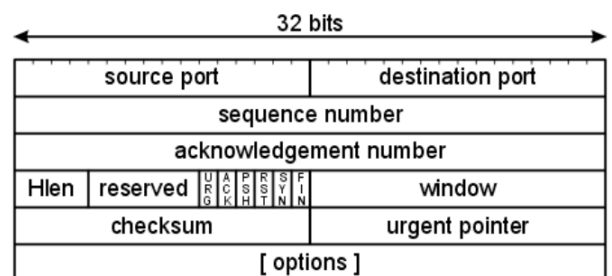 32 bits
source port destination port
sequence number
acknowledgement number
Hlen reserved URG ACK PSH RST SYN FIN window
checksum urgent pointer
[ options ]